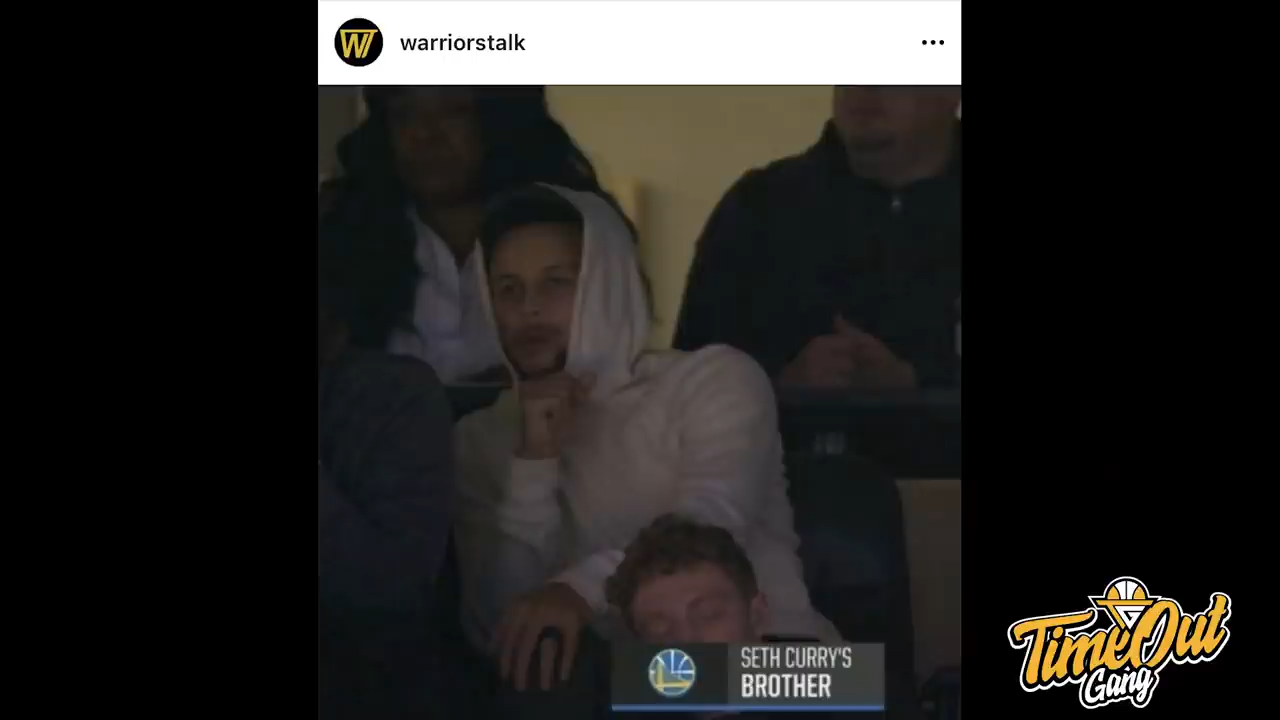 warriorstalk
SETH CURRY'S
BROTHER
TimeOut
Gang